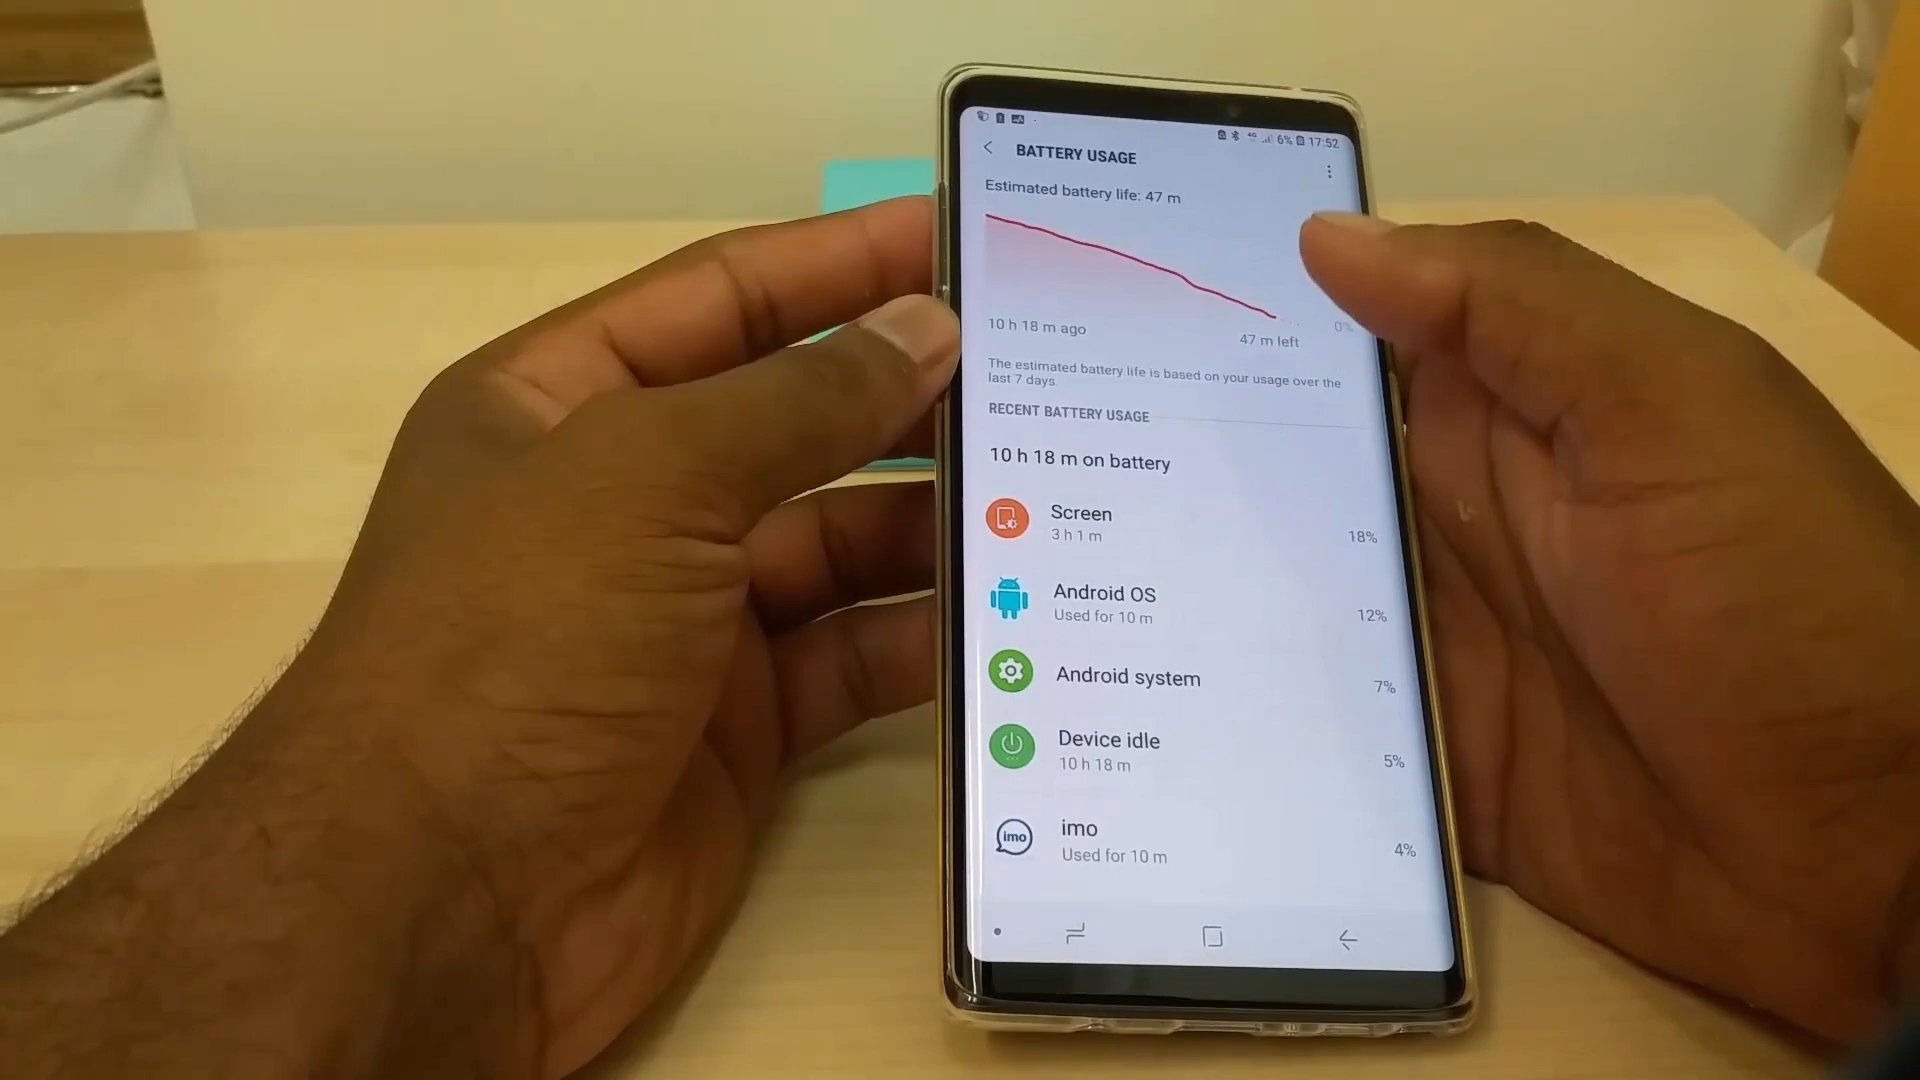 4G 6% 17:52
BATTERY USAGE
Estimated battery life: 47 m
0%
10 h 18 m ago
47 m left
The estimated battery life is based on your usage over the
last 7 days.
RECENT BATTERY USAGE
10 h 18 m on battery
Screen
3 h 1 m
18%
Android OS
Used for 10 m
12%
Android system
7%
Device idle
10 h 18 m
5%
imo
imo
Used for 10 m
4%